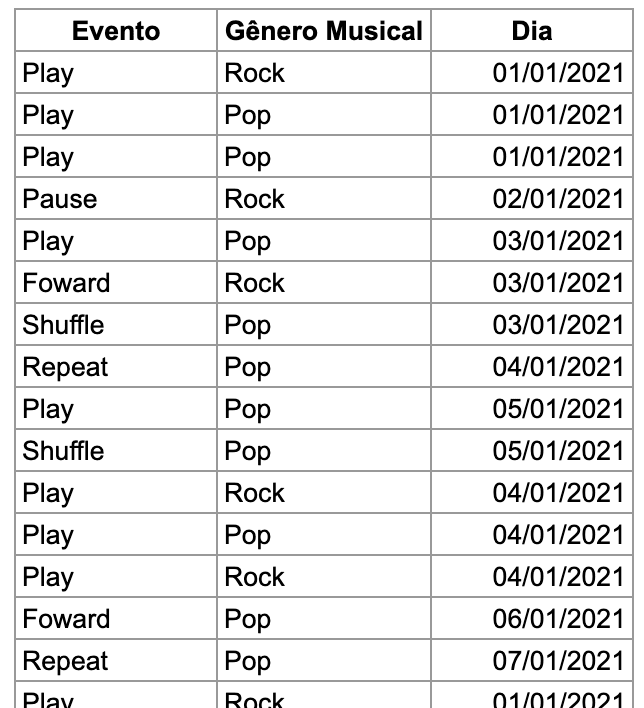 Evento Gênero Musical Dia
Play Rock 01/01/2021
Play Pop 01/01/2021
Play Pop 01/01/2021
Pause Rock 02/01/2021
Play Pop 03/01/2021
Foward Rock 03/01/2021
Shuffle Pop 03/01/2021
Repeat Pop 04/01/2021
Play Pop 05/01/2021
Shuffle Pop 05/01/2021
Play Rock 04/01/2021
Play Pop 04/01/2021
Play Rock 04/01/2021
Foward Pop 06/01/2021
Repeat Pop 07/01/2021
Play Rock 01/01/2021